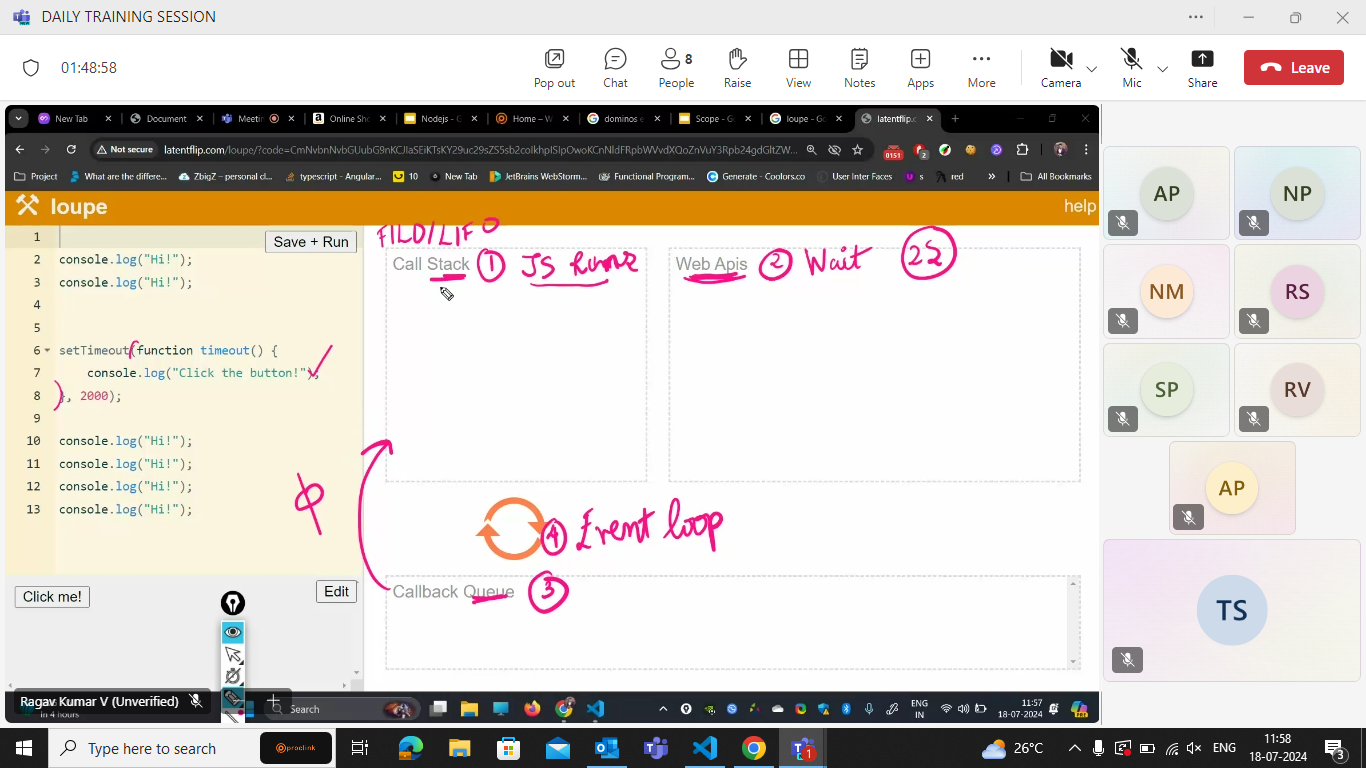 DAILY TRAINING SESSION
01:48:58
Pop out
Chat
8
People
Raise
View
Notes
Apps
More
Camera
Mic
Share
Leave
New Tab
Document
Meetin
Online Sho
Nodejs - G
Home – W
dominos e
Scope - Go
loupe - Go
latentflip.c
Not secure
latentflip.com/loupe/?code=
0151
2
Project
What are the differe...
ZbigZ – personal cl...
typescript - Angular...
10
New Tab
JetBrains WebStorm...
Functional Program...
Generate - Coolors.co
User Inter Faces
s
red
»
All Bookmarks
loupe
help
Save + Run
1
2 console.log("Hi!");
3 console.log("Hi!");
4
5
6 setTimeout(function timeout() {
7 console.log("Click the button!");
8 }, 2000);
9
10 console.log("Hi!");
11 console.log("Hi!");
12 console.log("Hi!");
13 console.log("Hi!");
FILO/LIFO
Call Stack
1 JS
Web Apis
2 Wait 2S
4 Event loop
Callback Queue
3
Click me!
Edit
Ragav Kumar V (Unverified)
in 4 hours
Search
ENG
IN
11:57
18-07-2024
AP
NP
NM
RS
SP
RV
AP
TS
Type here to search
proclink
1
26°C
ENG
11:58
18-07-2024
3